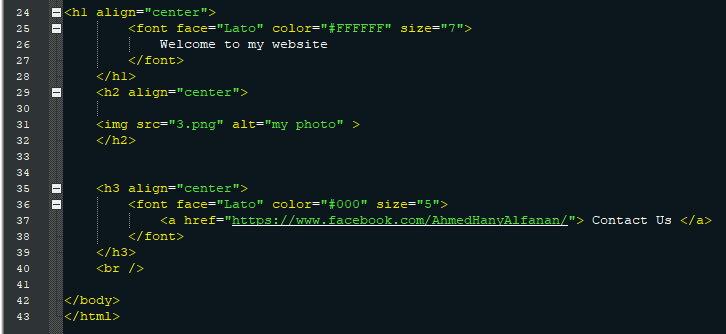 24 <h1 align="center">
25 <font face="Lato" color="#FFFFFF" size="7">
26 Welcome to my website
27 </font>
28 </h1>
29 <h2 align="center">
30
31 <img src="3.png" alt="my photo" >
32 </h2>
33
34
35 <h3 align="center">
36 <font face="Lato" color="#000" size="5">
37 <a href="https://www.facebook.com/AhmedHanyAlfanan/"> Contact Us </a>
38 </font>
39 </h3>
40 <br />
41
42 </body>
43 </html>